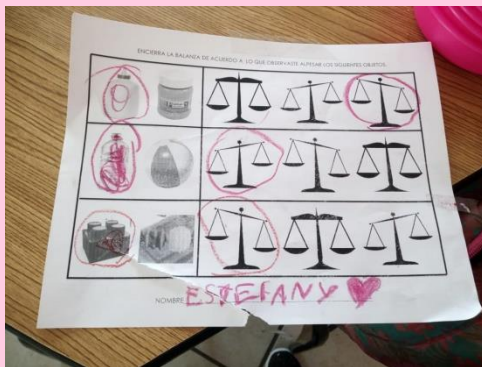 ENCIERRA LA BALANZA DE ACUERDO A LO QUE OBSERVASTE AL PESAR LOS SIGUIENTES OBJETOS.
NOMBRE ESTEFANY